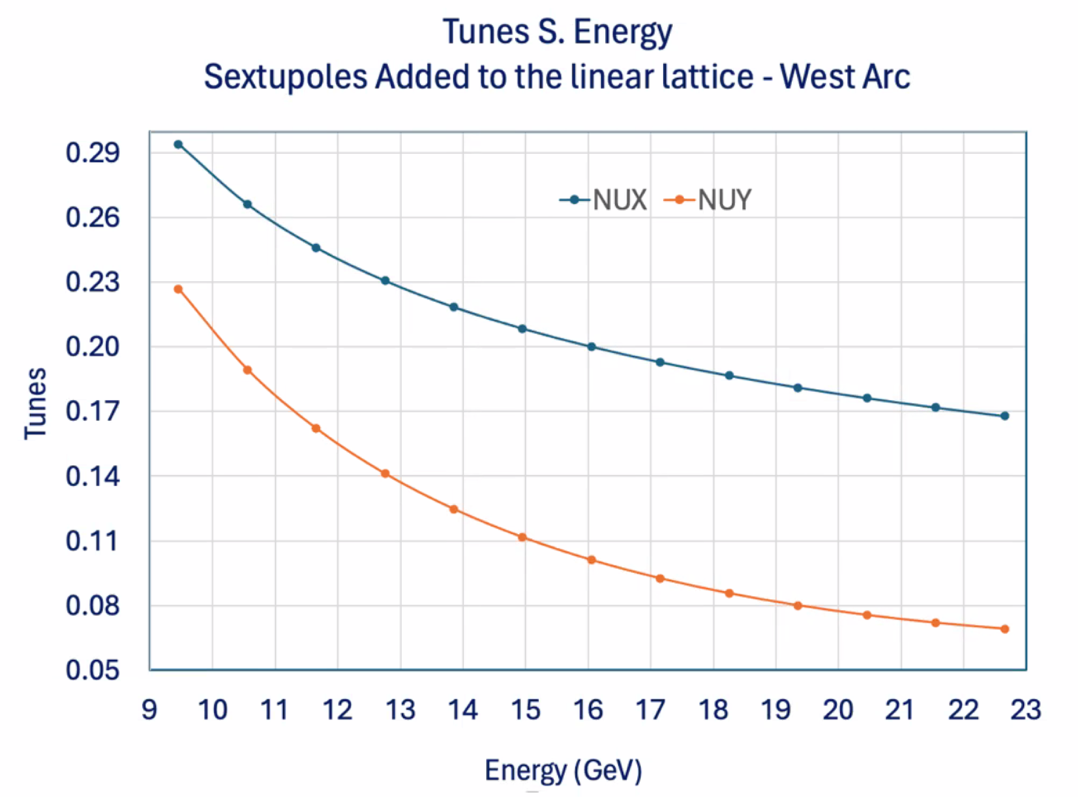 Tunes S. Energy
Sextupoles Added to the linear lattice - West Arc
NUX NUY
0.29
0.26
0.23
0.20
0.17
0.14
0.11
0.08
0.05
Tunes
9 10 11 12 13 14 15 16 17 18 19 20 21 22 23
Energy (GeV)